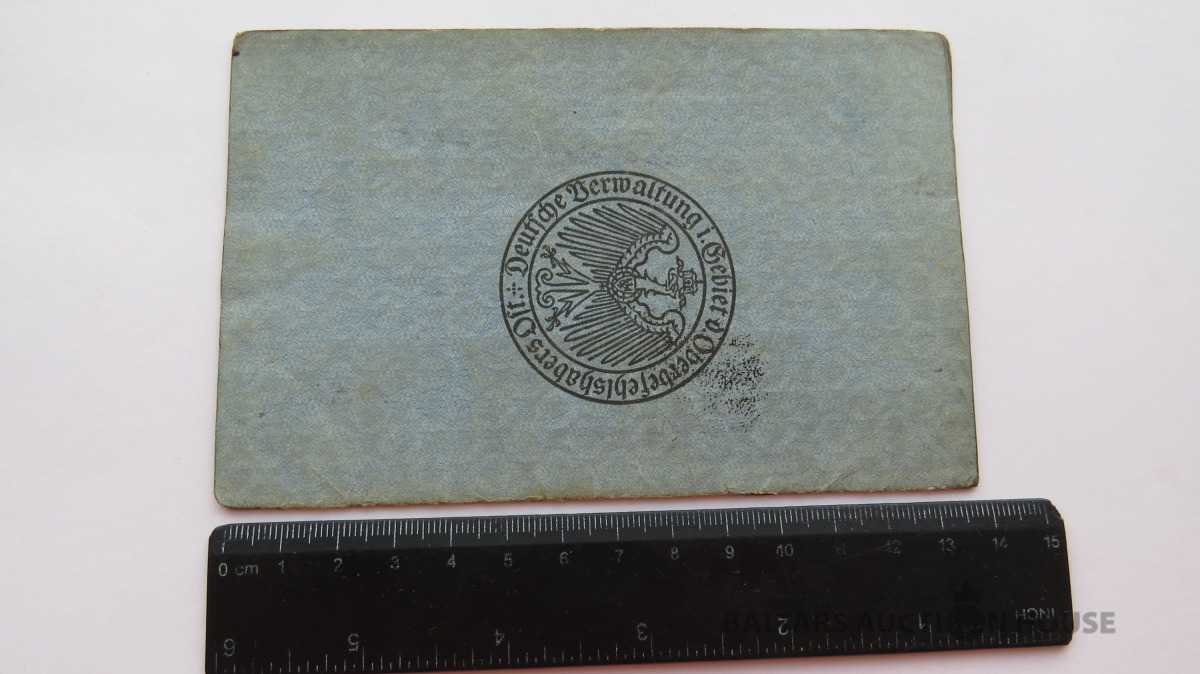 Deutsche Verwaltung i. Gebiet d. Oberbefehlshabers Ost. ⁘
0 cm 1 2 3 4 5 6 7 8 9 10 11 12 13 14 15
6 5 4 3 2 1 INCH
BALZARS AUCTION HOUSE